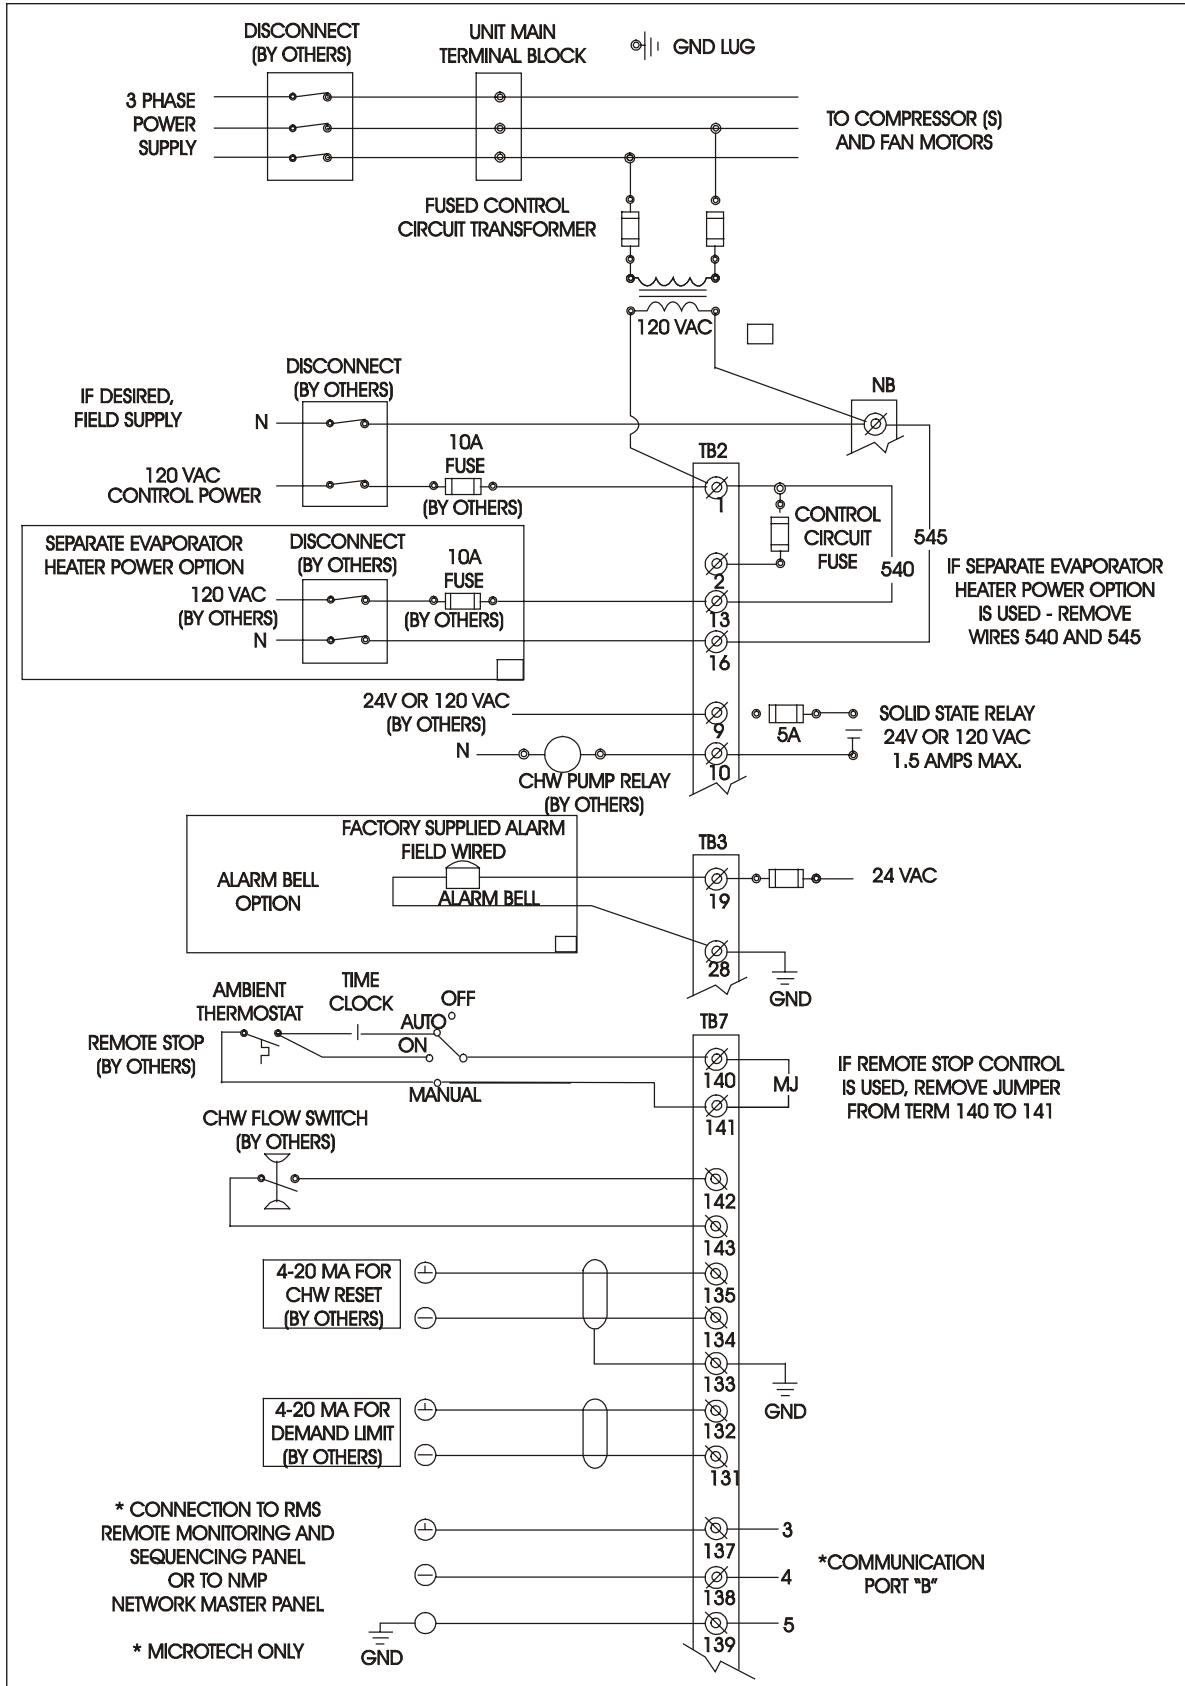 DISCONNECT
(BY OTHERS)
UNIT MAIN
TERMINAL BLOCK
GND LUG
3 PHASE
POWER
SUPPLY
TO COMPRESSOR (S)
AND FAN MOTORS
FUSED CONTROL
CIRCUIT TRANSFORMER
120 VAC
DISCONNECT
(BY OTHERS)
IF DESIRED,
FIELD SUPPLY
N
NB
10A
FUSE
(BY OTHERS)
TB2
120 VAC
CONTROL POWER
1
CONTROL
CIRCUIT
FUSE
545
540
SEPARATE EVAPORATOR
HEATER POWER OPTION
DISCONNECT
(BY OTHERS)
10A
FUSE
(BY OTHERS)
120 VAC
(BY OTHERS)
N
2
13
16
IF SEPARATE EVAPORATOR
HEATER POWER OPTION
IS USED - REMOVE
WIRES 540 AND 545
24V OR 120 VAC
(BY OTHERS)
9
5A
SOLID STATE RELAY
24V OR 120 VAC
1.5 AMPS MAX.
N
10
CHW PUMP RELAY
(BY OTHERS)
FACTORY SUPPLIED ALARM
FIELD WIRED
ALARM BELL
OPTION
ALARM BELL
TB3
19
24 VAC
28
GND
AMBIENT
THERMOSTAT
TIME
CLOCK
OFF
AUTO
ON
REMOTE STOP
(BY OTHERS)
MANUAL
TB7
140
MJ
141
IF REMOTE STOP CONTROL
IS USED, REMOVE JUMPER
FROM TERM 140 TO 141
CHW FLOW SWITCH
(BY OTHERS)
142
143
4-20 MA FOR
CHW RESET
(BY OTHERS)
135
134
133
GND
4-20 MA FOR
DEMAND LIMIT
(BY OTHERS)
132
131
* CONNECTION TO RMS
REMOTE MONITORING AND
SEQUENCING PANEL
OR TO NMP
NETWORK MASTER PANEL
* MICROTECH ONLY
GND
137
3
138
4
139
5
*COMMUNICATION
PORT "B"